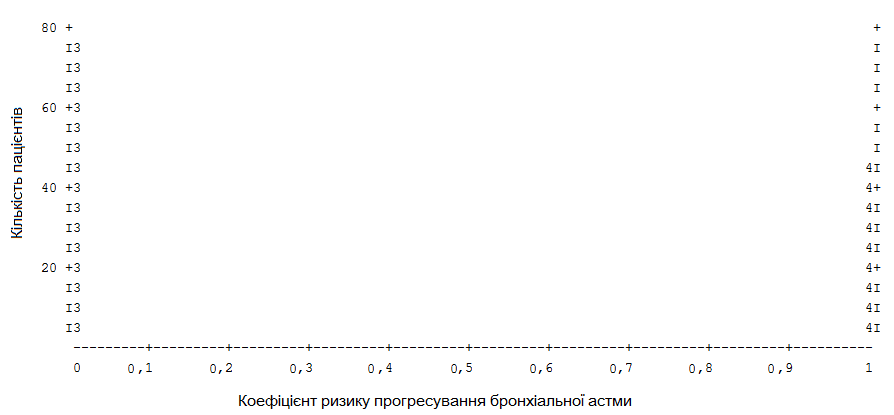 80 + +
I3 I
I3 I
I3 I
60 +3 +
I3 I
I3 I
I3 4I
40 +3 4+
I3 4I
I3 4I
I3 4I
20 +3 4+
I3 4I
I3 4I
I3 4I
---------+---------+---------+---------+---------+---------+---------+---------+---------+----------
0 0,1 0,2 0,3 0,4 0,5 0,6 0,7 0,8 0,9 1
Кількість пацієнтів
Коефіцієнт ризику прогресування бронхіальної астми